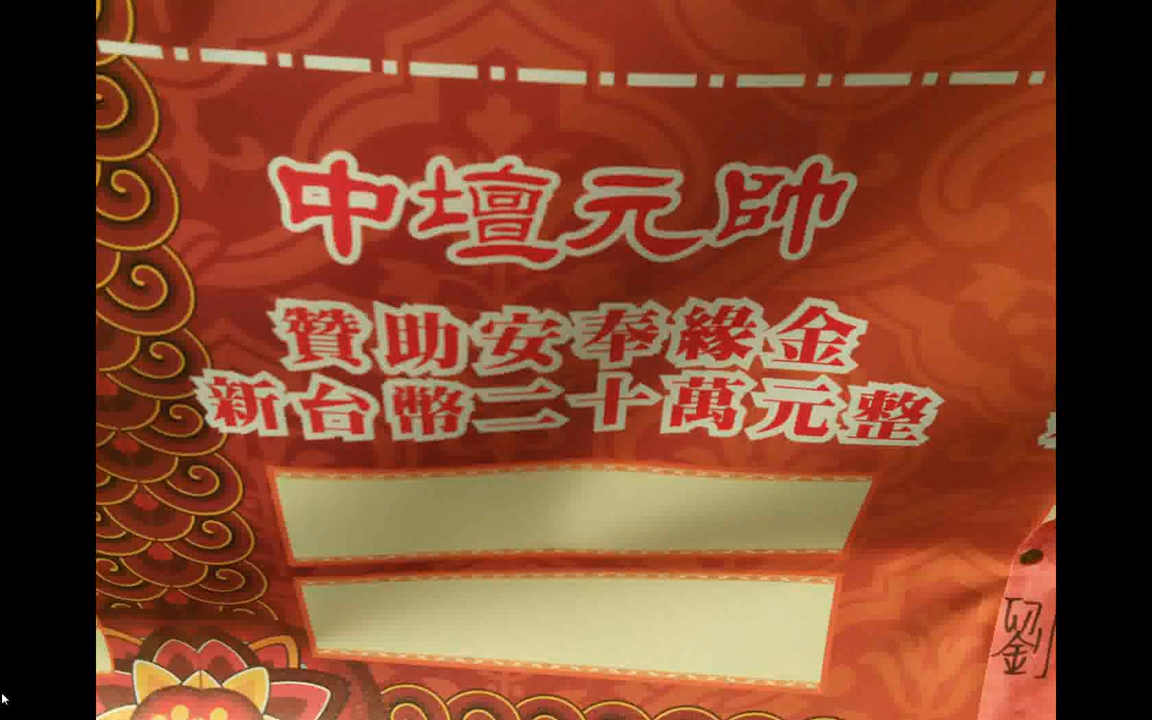 中壇元帥
贊助安奉緣金
新台幣二十萬元整
劉